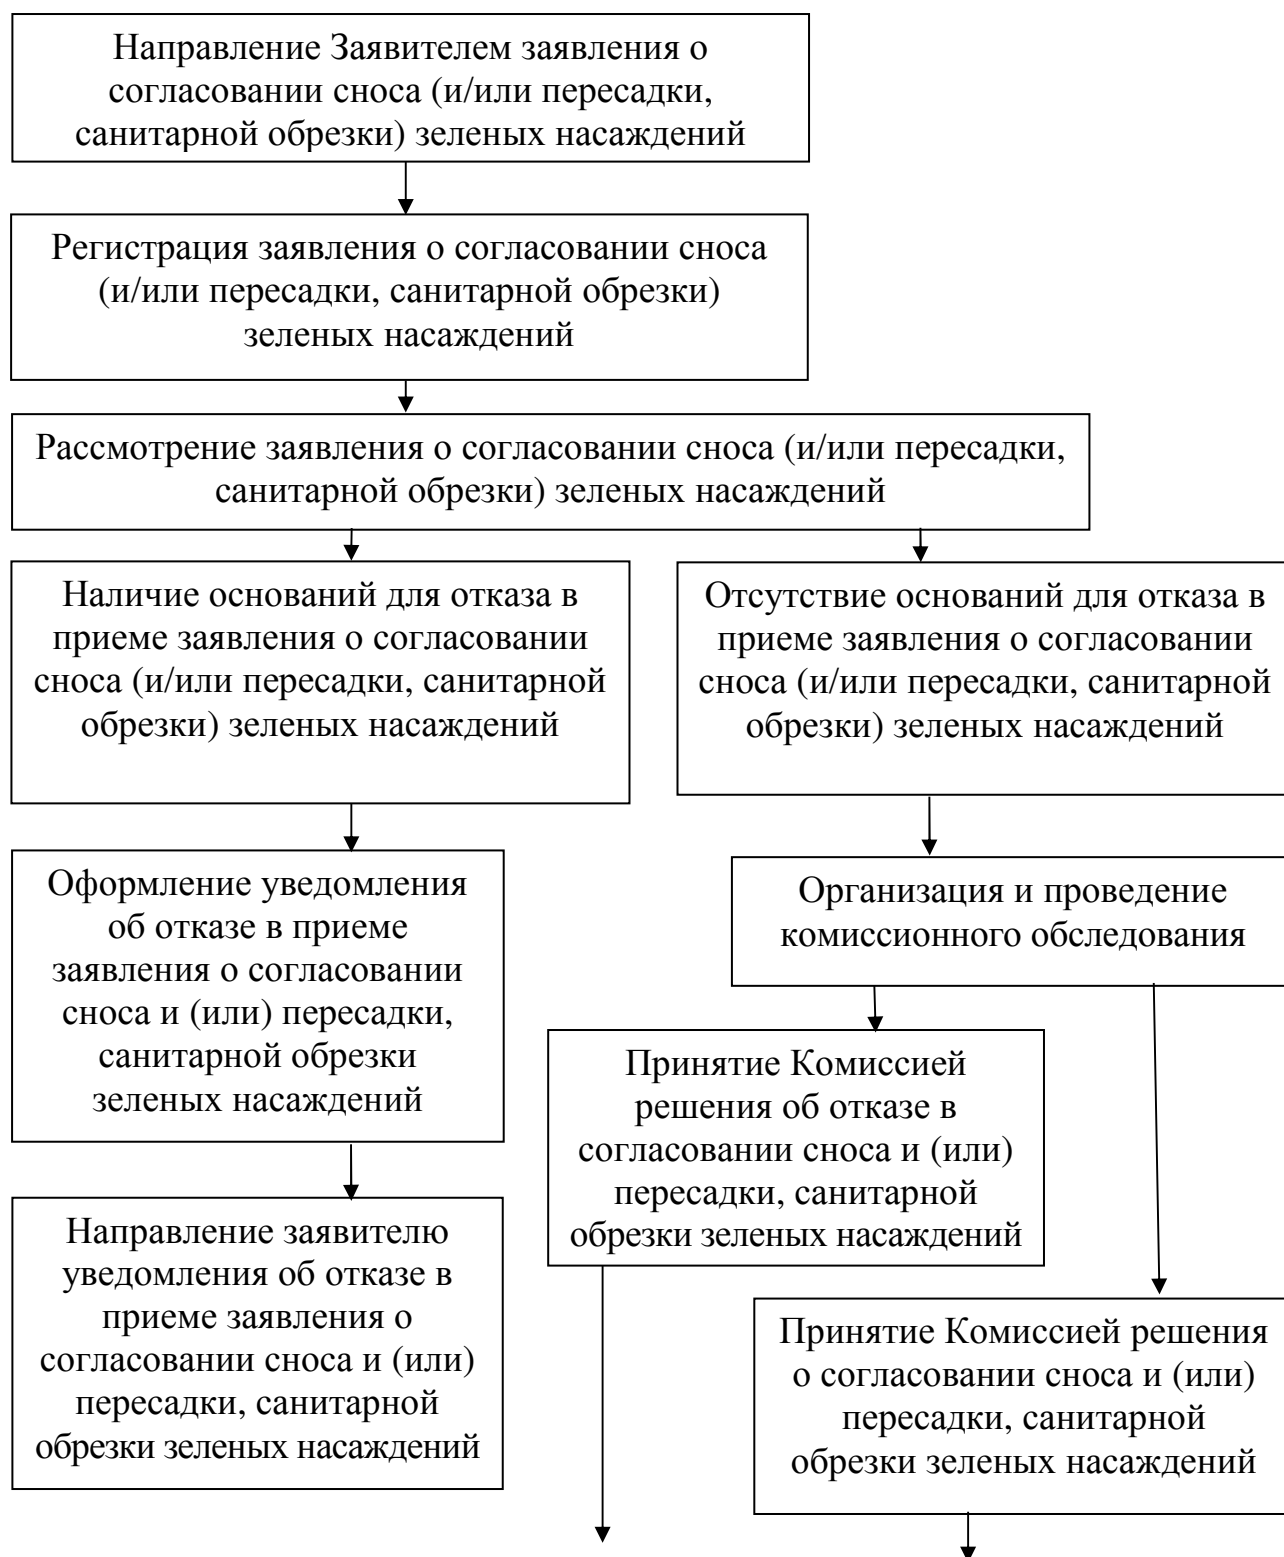 Направление Заявителем заявления о
согласовании сноса (и/или пересадки,
санитарной обрезки) зеленых насаждений
Регистрация заявления о согласовании сноса
(и/или пересадки, санитарной обрезки)
зеленых насаждений
Рассмотрение заявления о согласовании сноса (и/или пересадки,
санитарной обрезки) зеленых насаждений
Наличие оснований для отказа в
приеме заявления о согласовании
сноса (и/или пересадки, санитарной
обрезки) зеленых насаждений
Отсутствие оснований для отказа в
приеме заявления о согласовании
сноса (и/или пересадки, санитарной
обрезки) зеленых насаждений
Оформление уведомления
об отказе в приеме
заявления о согласовании
сноса и (или) пересадки,
санитарной обрезки
зеленых насаждений
Организация и проведение
комиссионного обследования
Принятие Комиссией
решения об отказе в
согласовании сноса и (или)
пересадки, санитарной
обрезки зеленых насаждений
Направление заявителю
уведомления об отказе в
приеме заявления о
согласовании сноса и (или)
пересадки, санитарной
обрезки зеленых насаждений
Принятие Комиссией решения
о согласовании сноса и (или)
пересадки, санитарной
обрезки зеленых насаждений